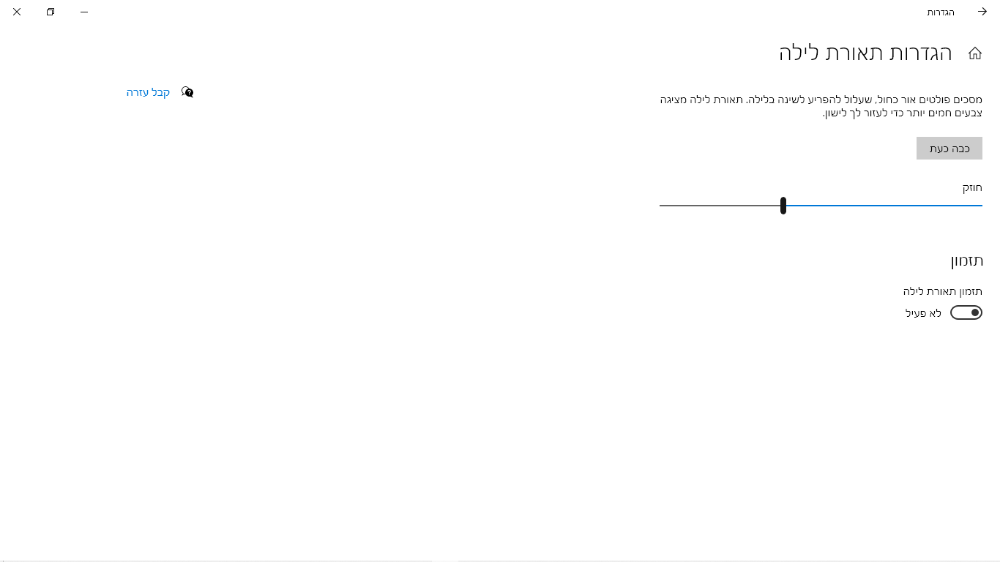 הגדרות
הגדרות תאורת לילה
מסכים פולטים אור כחול, שעלול להפריע לשינה בלילה. תאורת לילה מציגה
צבעים חמים יותר כדי לעזור לך לישון.
כבה כעת
חוזק
תזמון
תזמון תאורת לילה
לא פעיל
קבל עזרה